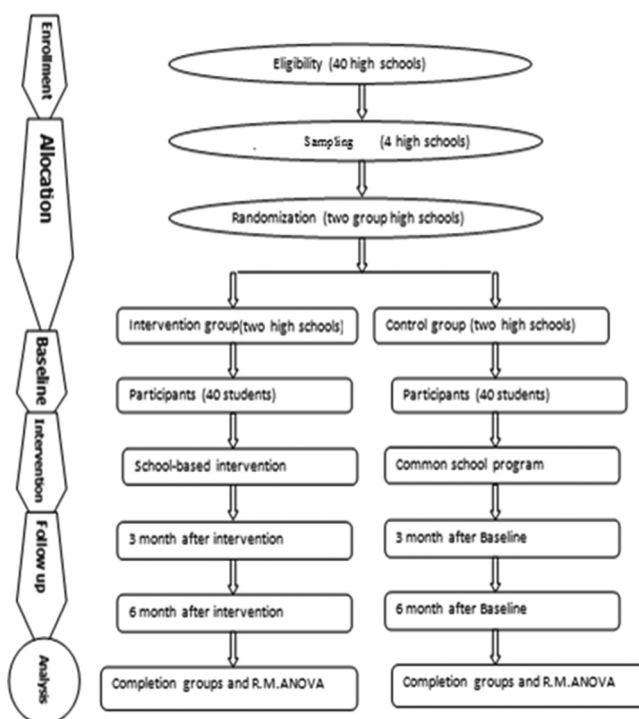 Enrollment
Allocation
Baseline
Intervention
Follow up
Analysis
Eligibility (40 high schools)
Sampling (4 high schools)
Randomization (two group high schools)
Intervention group(two high schools)
Control group (two high schools)
Participants (40 students)
Participants (40 students)
School-based intervention
Common school program
3 month after intervention
3 month after Baseline
6 month after intervention
6 month after Baseline
Completion groups and R.M.ANOVA
Completion groups and R.M.ANOVA